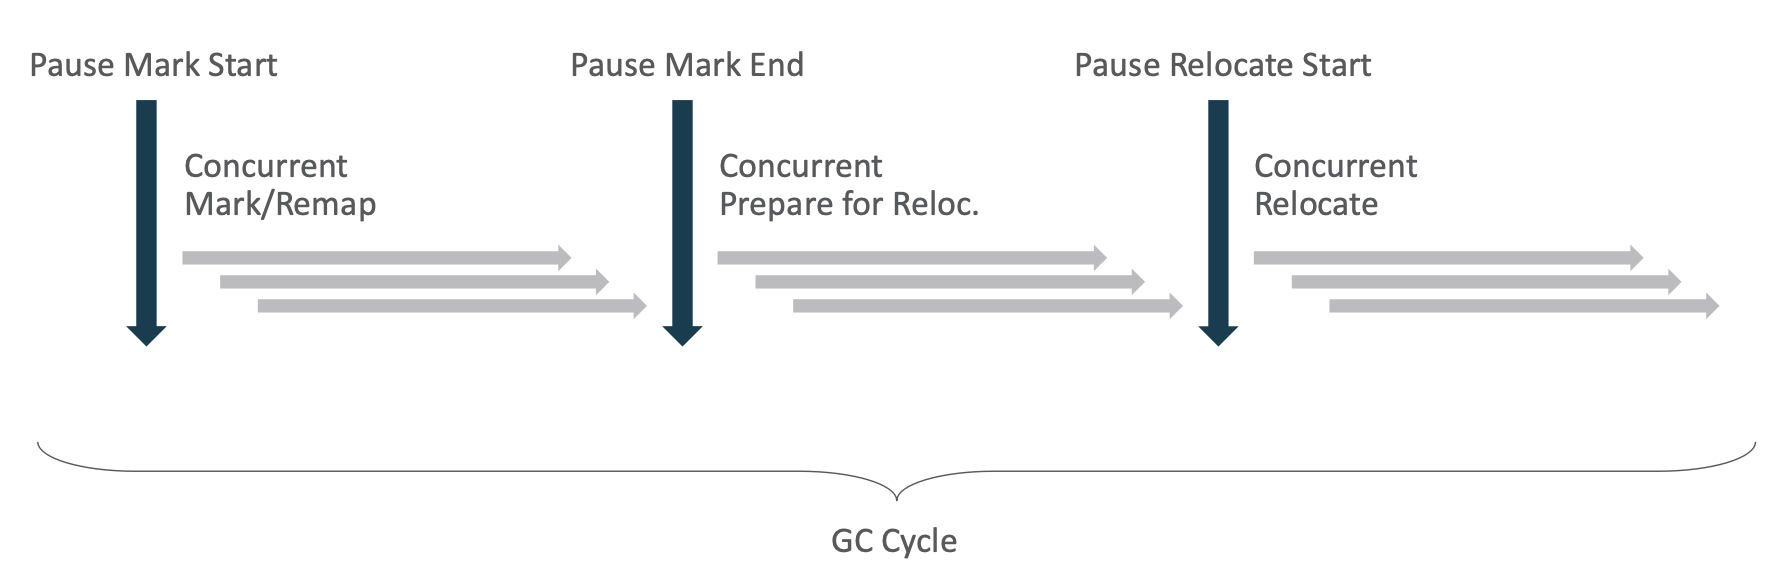 Pause Mark Start
Pause Mark End
Pause Relocate Start
Concurrent
Mark/Remap
Concurrent
Prepare for Reloc.
Concurrent
Relocate
GC Cycle